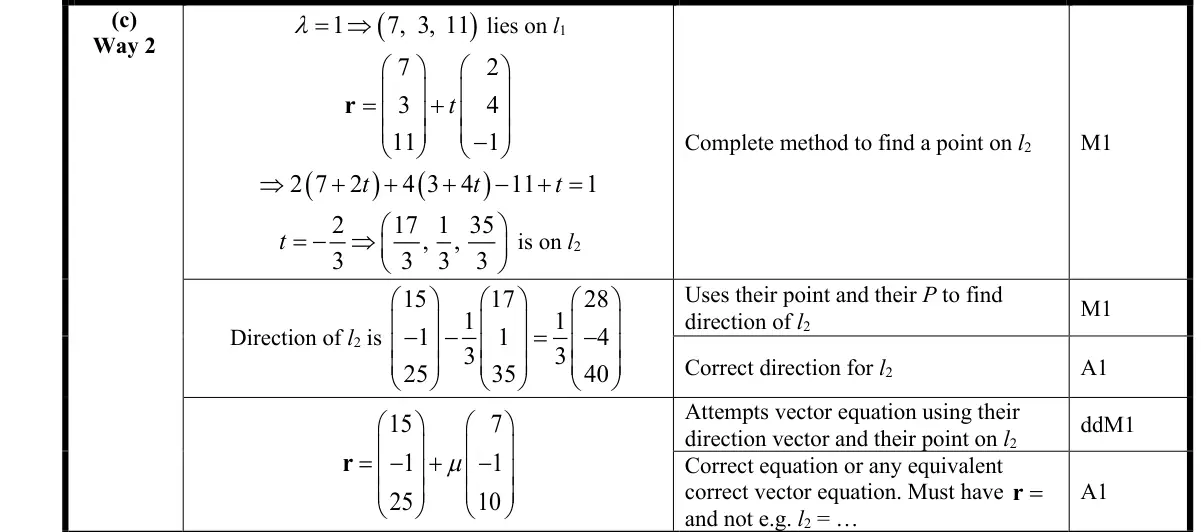 (c)
Way 2
λ = 1 ⇒ (7, 3, 11) lies on l₁
r = (7 3 11) + t (2 4 −1)
⇒ 2(7 + 2t) + 4(3 + 4t) − 11 + t = 1
t = −2/3 ⇒ (17/3, 1/3, 35/3) is on l₂
Complete method to find a point on l₂
M1
Direction of l₂ is (15 −1 25) − 1/3 (17 1 35) = 1/3 (28 −4 40)
Uses their point and their P to find
direction of l₂
M1
Correct direction for l₂
A1
r = (15 −1 25) + μ (7 −1 10)
Attempts vector equation using their
direction vector and their point on l₂
ddM1
Correct equation or any equivalent
correct vector equation. Must have r =
and not e.g. l₂ = …
A1